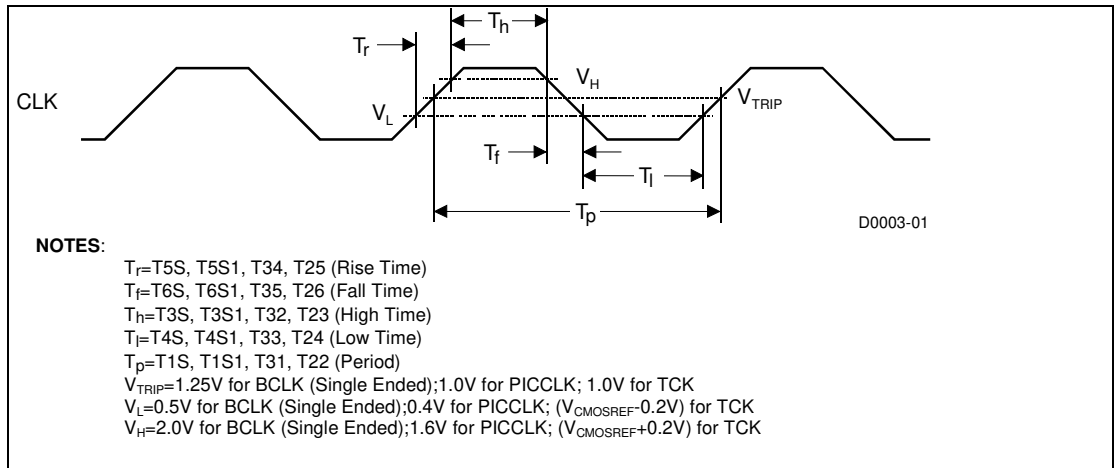 Th
Tr
CLK
VH
VL
VTRIP
Tf
Tl
Tp
D0003-01
NOTES:
Tr=T5S, T5S1, T34, T25 (Rise Time)
Tf=T6S, T6S1, T35, T26 (Fall Time)
Th=T3S, T3S1, T32, T23 (High Time)
Tl=T4S, T4S1, T33, T24 (Low Time)
Tp=T1S, T1S1, T31, T22 (Period)
VTRIP=1.25V for BCLK (Single Ended);1.0V for PICCLK; 1.0V for TCK
VL=0.5V for BCLK (Single Ended);0.4V for PICCLK; (VCMOSREF-0.2V) for TCK
VH=2.0V for BCLK (Single Ended);1.6V for PICCLK; (VCMOSREF+0.2V) for TCK